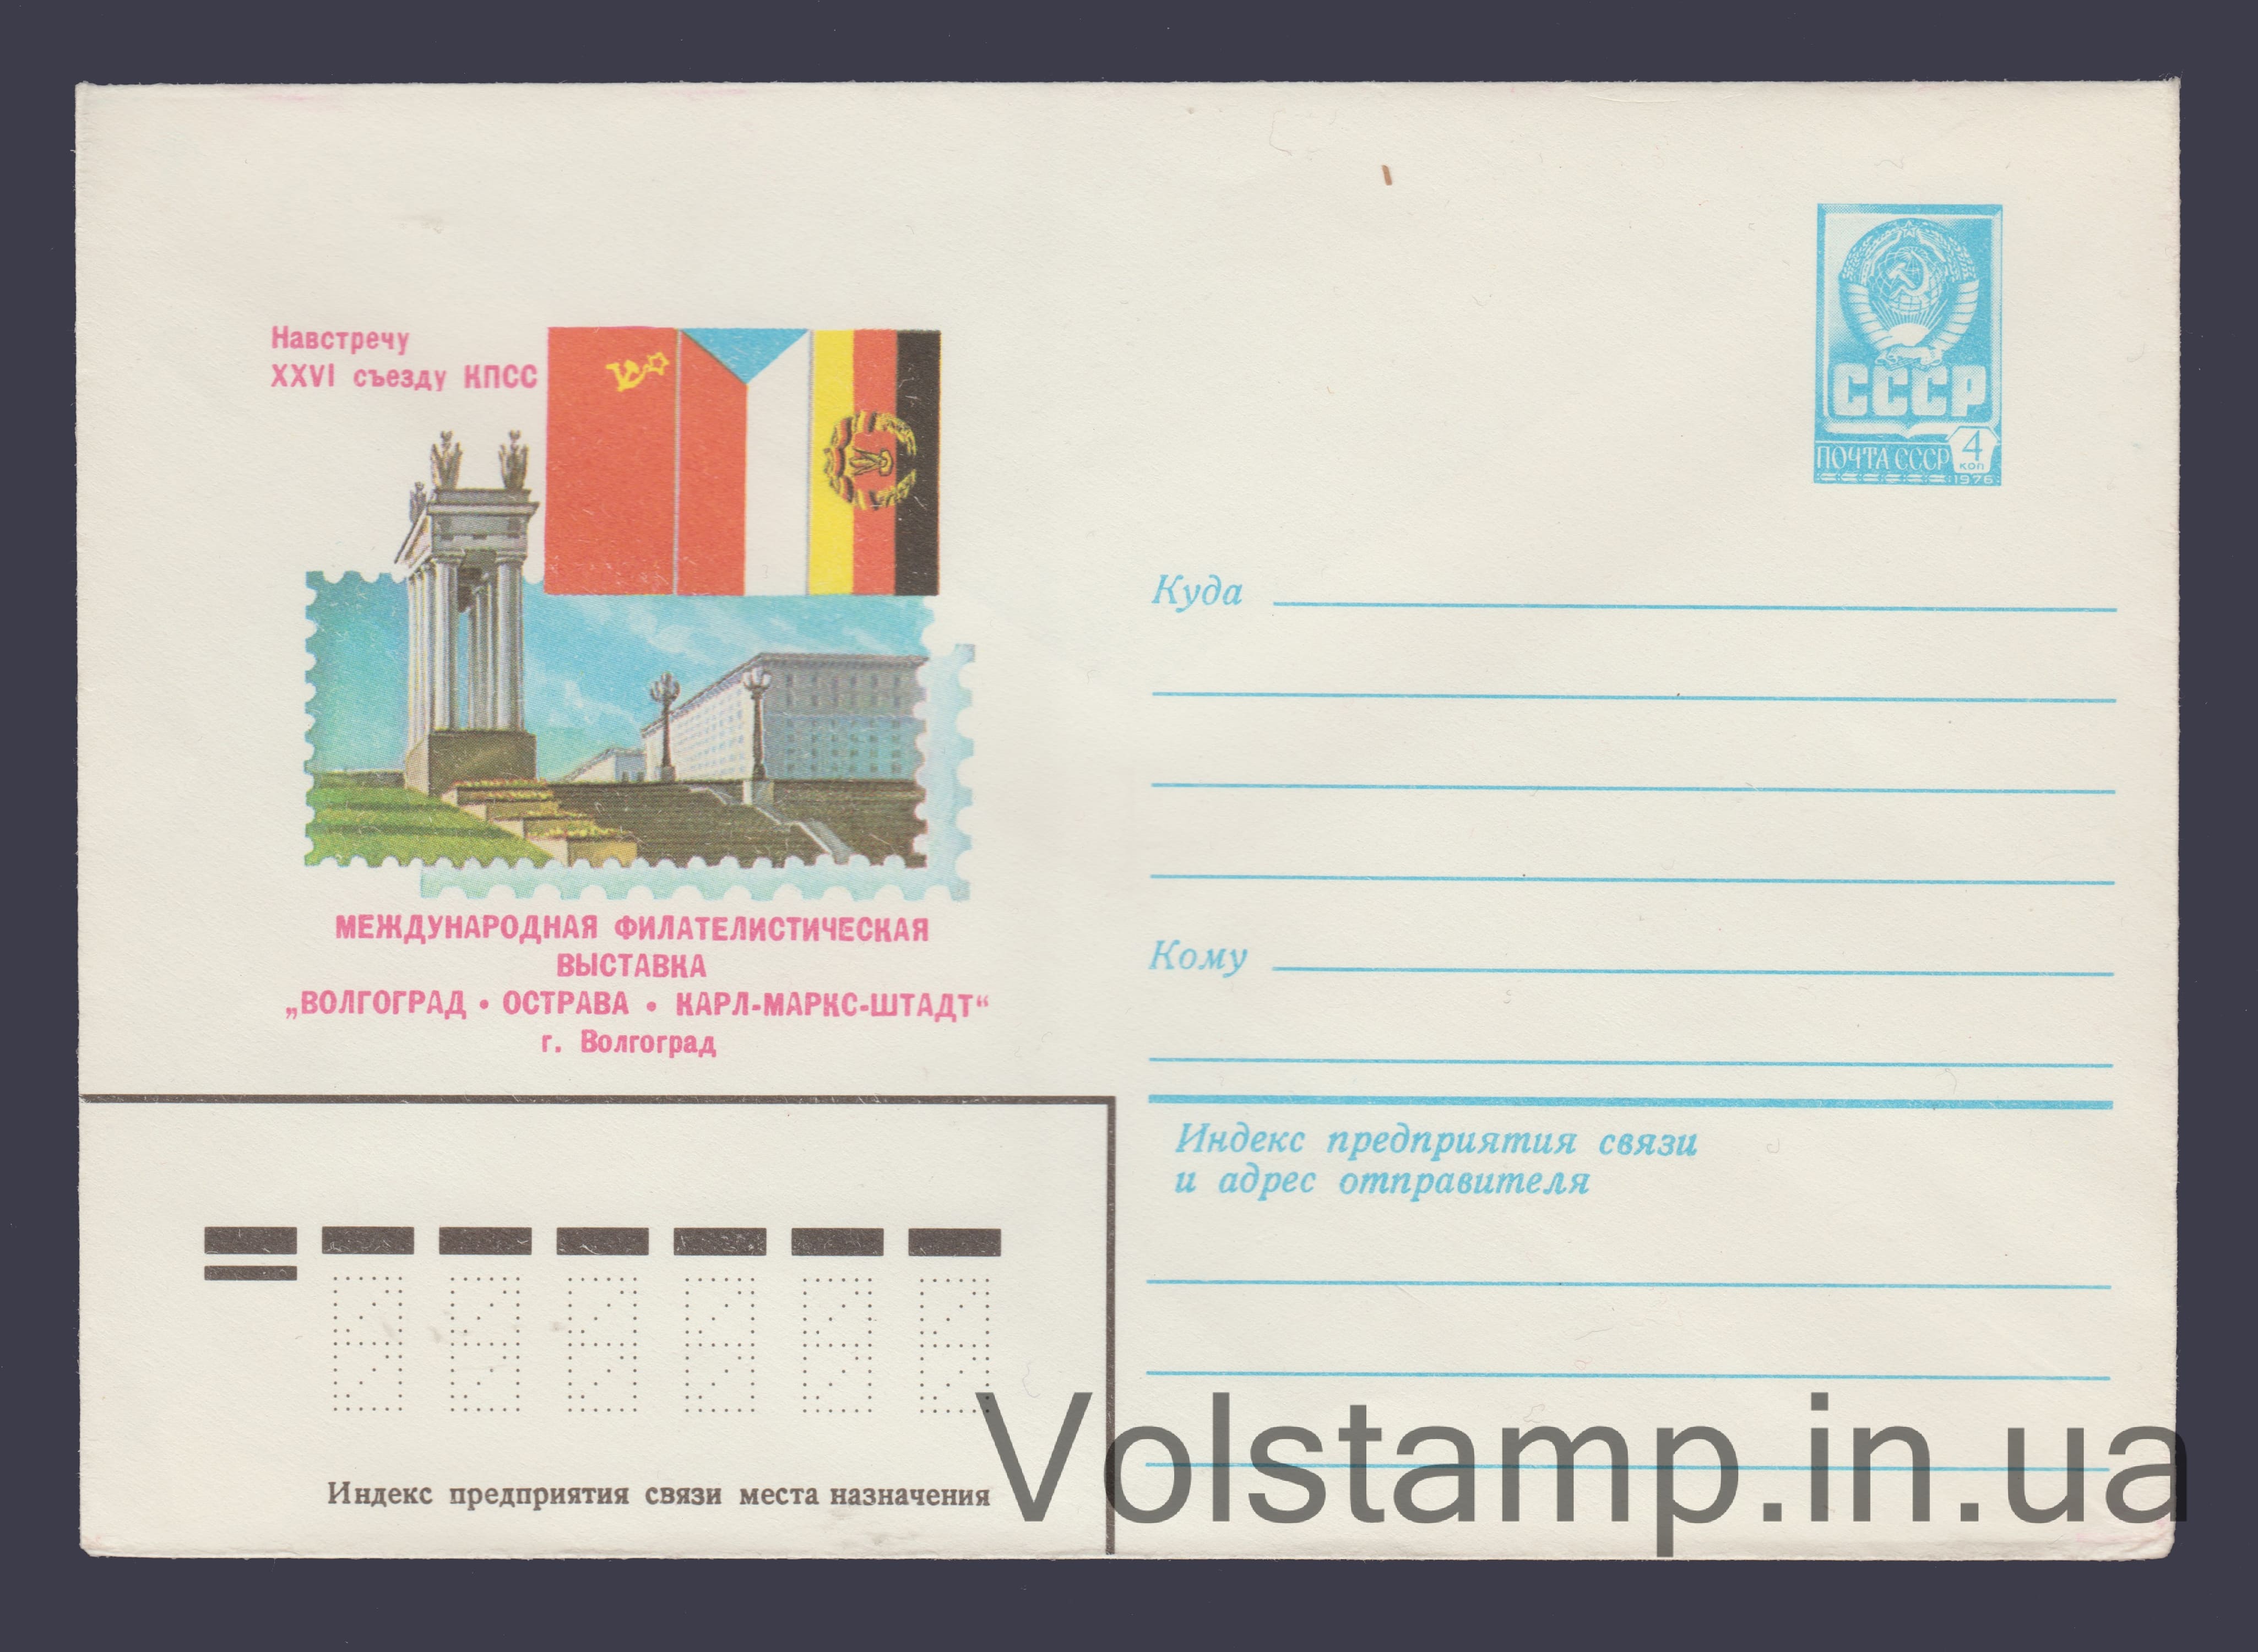 Навстречу
XXVI съезду КПСС
МЕЖДУНАРОДНАЯ ФИЛАТЕЛИСТИЧЕСКАЯ
ВЫСТАВКА
„ВОЛГОГРАД • ОСТРАВА • КАРЛ-МАРКС-ШТАДТ“
г. Волгоград
СССР
ПОЧТА СССР 4
КОП
1976
Куда
Кому
Индекс предприятия связи
и адрес отправителя
Индекс предприятия связи места назначения
Volstamp.in.ua